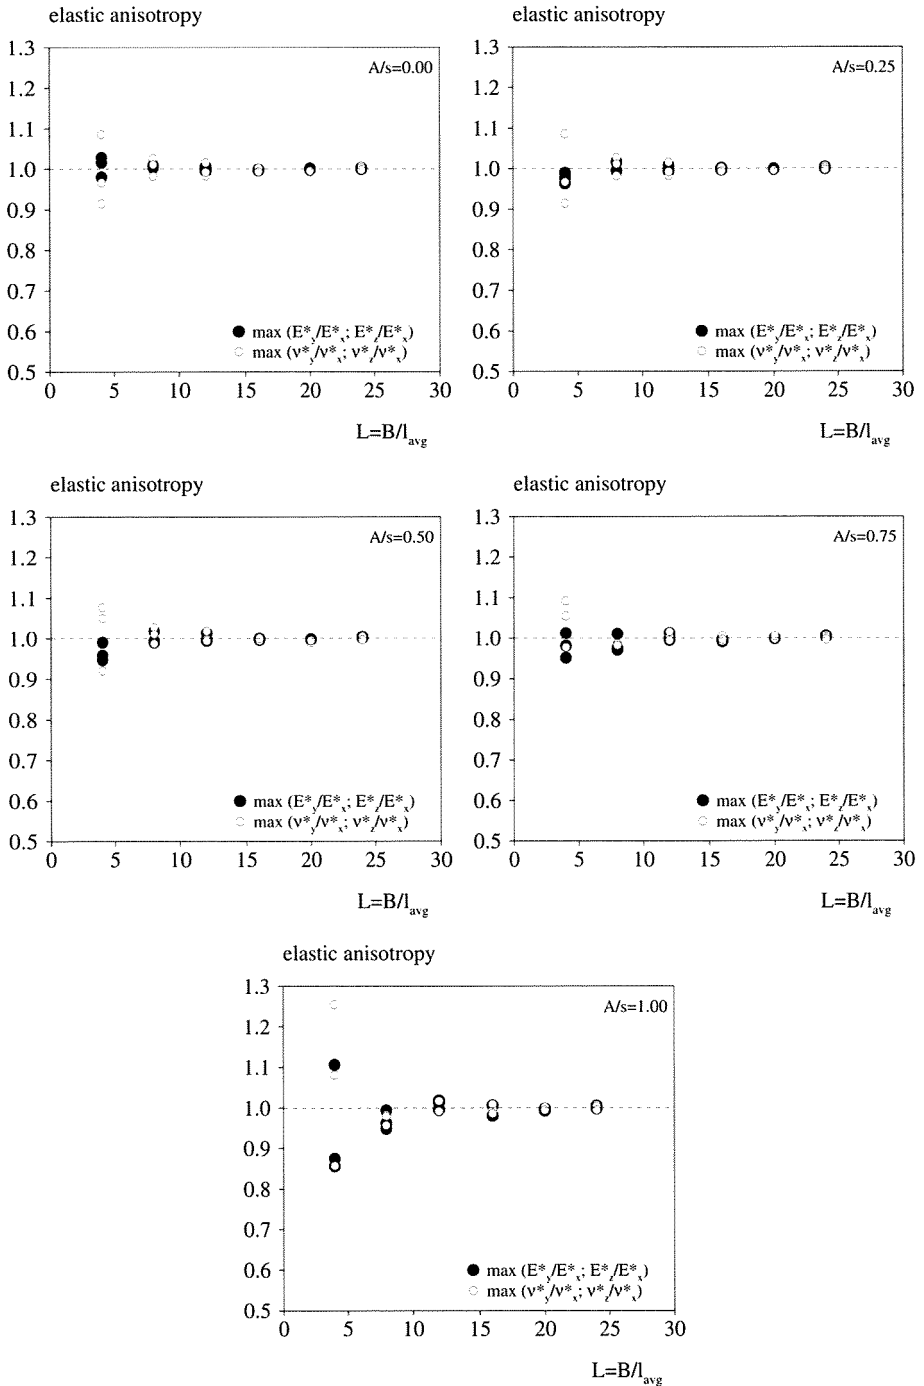 elastic anisotropy
A/s=0.00
1.3
1.2
1.1
1.0
0.9
0.8
0.7
0.6
0.5
0 5 10 15 20 25 30
max (E*y/E*x; E*z/E*x)
max (ν*y/ν*x; ν*z/ν*x)
L=B/lavg
elastic anisotropy
A/s=0.25
1.3
1.2
1.1
1.0
0.9
0.8
0.7
0.6
0.5
0 5 10 15 20 25 30
max (E*y/E*x; E*z/E*x)
max (ν*y/ν*x; ν*z/ν*x)
L=B/lavg
elastic anisotropy
A/s=0.50
1.3
1.2
1.1
1.0
0.9
0.8
0.7
0.6
0.5
0 5 10 15 20 25 30
max (E*y/E*x; E*z/E*x)
max (ν*y/ν*x; ν*z/ν*x)
L=B/lavg
elastic anisotropy
A/s=0.75
1.3
1.2
1.1
1.0
0.9
0.8
0.7
0.6
0.5
0 5 10 15 20 25 30
max (E*y/E*x; E*z/E*x)
max (ν*y/ν*x; ν*z/ν*x)
L=B/lavg
elastic anisotropy
A/s=1.00
1.3
1.2
1.1
1.0
0.9
0.8
0.7
0.6
0.5
0 5 10 15 20 25 30
max (E*y/E*x; E*z/E*x)
max (ν*y/ν*x; ν*z/ν*x)
L=B/lavg